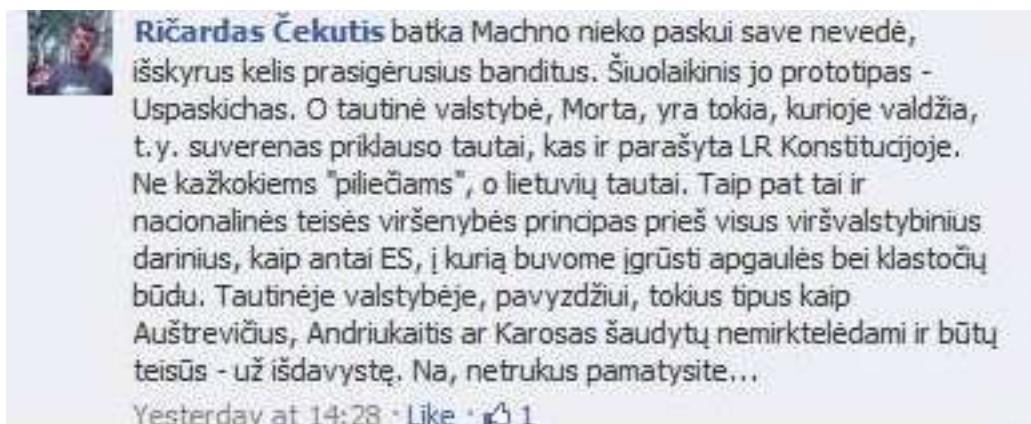 Ričardas Čekutis batka Machno nieko paskui save nevedė,
išskyrus kelis prasigėrusius banditus. Šiuolaikinis jo prototipas -
Uspaskichas. O tautinė valstybė, Morta, yra tokia, kurioje valdžia,
t.y. suverenas priklauso tautai, kas ir parašyta LR Konstitucijoje.
Ne kažkokiems "piliečiams", o lietuvių tautai. Taip pat tai ir
nacionalinės teisės viršenybės principas prieš visus viršvalstybinius
darinius, kaip antai ES, į kurią buvome įgrūsti apgaulės bei klastočių
būdu. Tautinėje valstybėje, pavyzdžiui, tokius tipus kaip
Auštrevičius, Andriukaitis ar Karosas šaudytų nemirktelėdami ir būtų
teisūs - už išdavystę. Na, netrukus pamatysite...
Yesterday at 14:28 · Like · 1